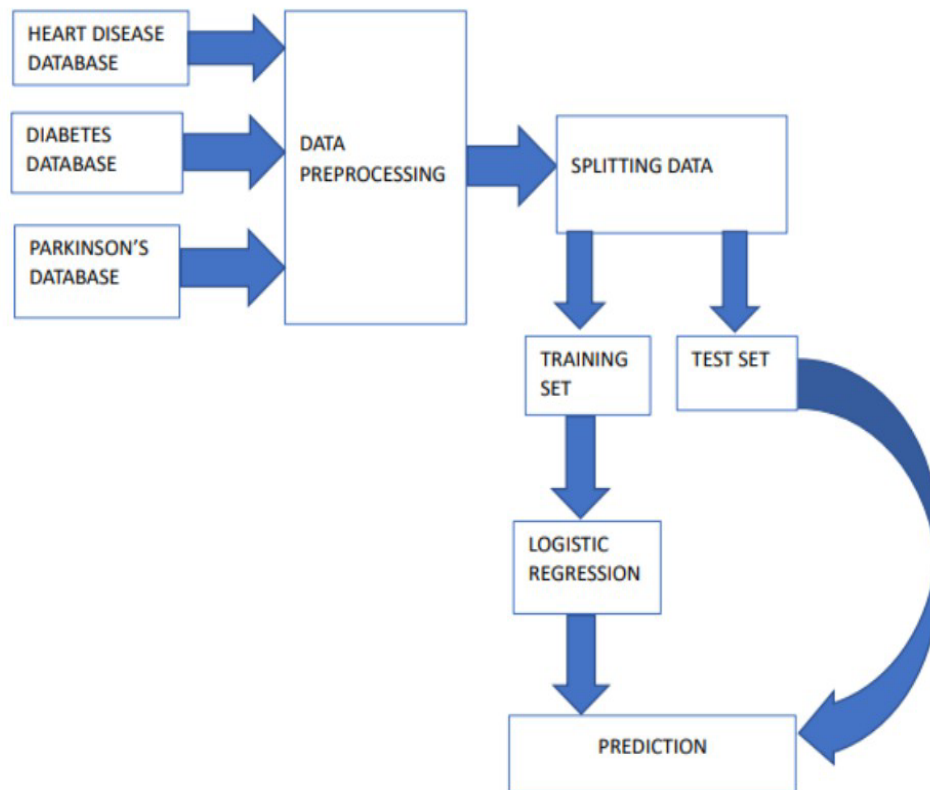 HEART DISEASE
DATABASE
DIABETES
DATABASE
PARKINSON’S
DATABASE
DATA
PREPROCESSING
SPLITTING DATA
TRAINING
SET
TEST SET
LOGISTIC
REGRESSION
PREDICTION